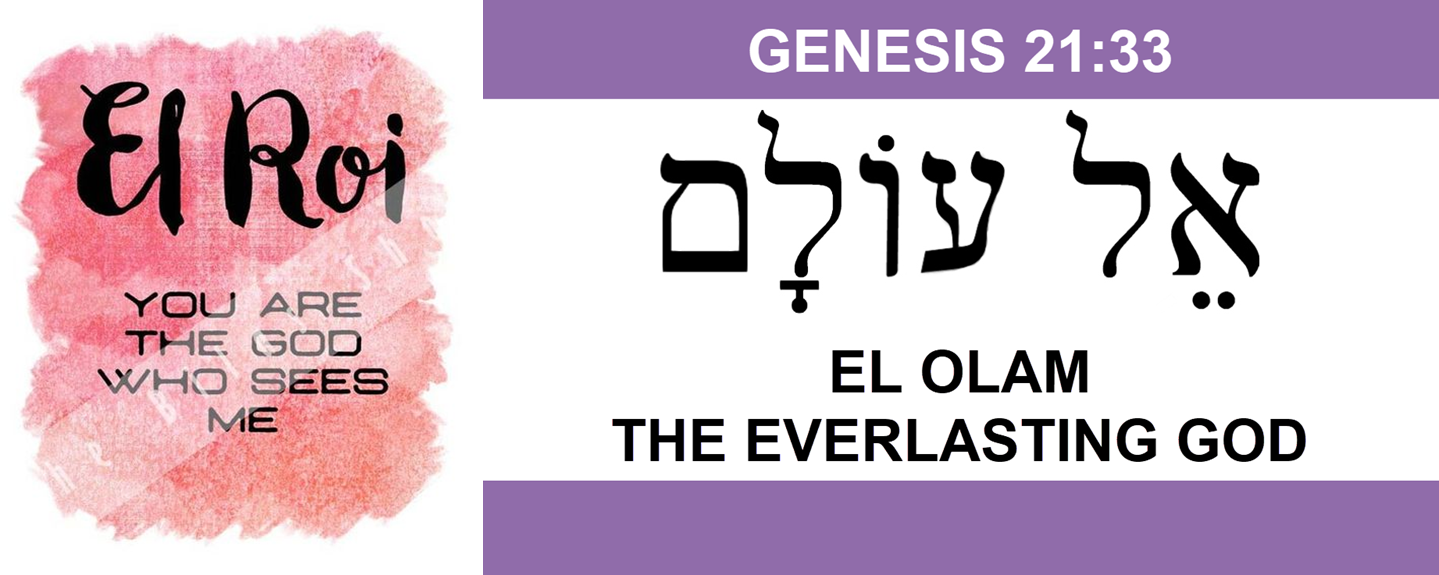 El Roi
YOU ARE
THE GOD
WHO SEES
ME
GENESIS 21:33
אֵל עוֹלָם
EL OLAM
THE EVERLASTING GOD